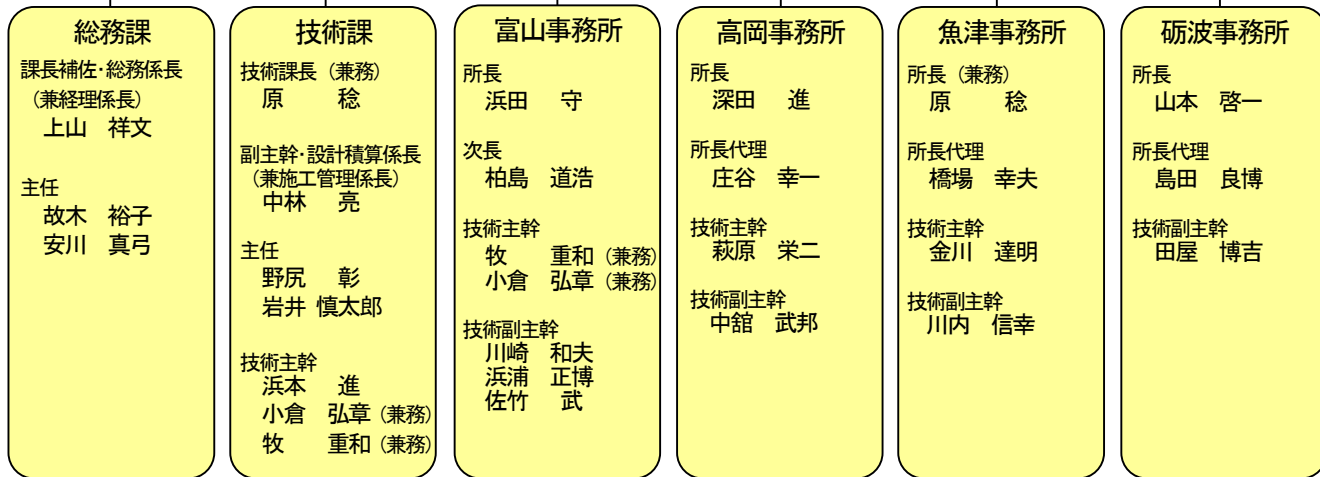 総務課
課長補佐・総務係長
(兼経理係長)
上山 祥文
主任
故木 裕子
安川 真弓
技術課
技術課長(兼務)
原 稔
副主幹・設計積算係長
(兼施工管理係長)
中林 亮
主任
野尻 彰
岩井 慎太郎
技術主幹
浜本 進
小倉 弘章(兼務)
牧 重和(兼務)
富山事務所
所長
浜田 守
次長
柏島 道浩
技術主幹
牧 重和(兼務)
小倉 弘章(兼務)
技術副主幹
川崎 和夫
浜浦 正博
佐竹 武
高岡事務所
所長
深田 進
所長代理
庄谷 幸一
技術主幹
萩原 栄二
技術副主幹
中舘 武邦
魚津事務所
所長(兼務)
原 稔
所長代理
橋場 幸夫
技術主幹
金川 達明
技術副主幹
川内 信幸
砺波事務所
所長
山本 啓一
所長代理
島田 良博
技術副主幹
田屋 博吉